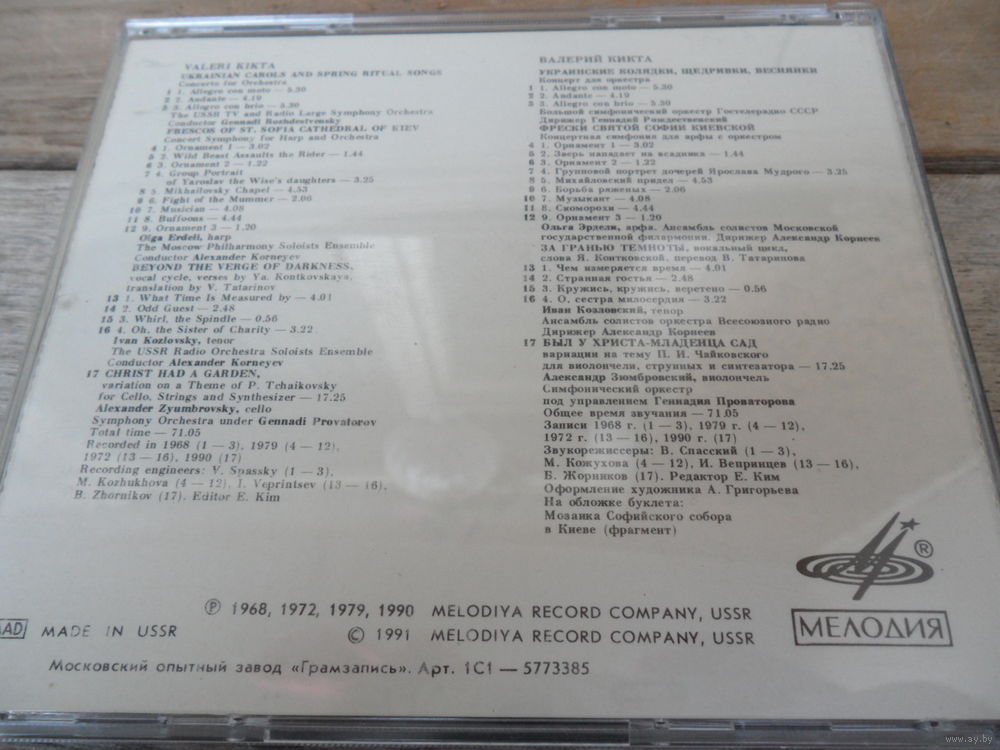 VALERI KIKTA
UKRAINIAN CAROLS AND SPRING RITUAL SONGS
Concerto for Orchestra
1 1. Allegro con moto — 5.30
2 2. Andante — 4.19
3 3. Allegro con brio — 5.30
The USSR TV and Radio Large Symphony Orchestra
Conductor Gennadi Rozhdestvensky
FRESCOS OF ST. SOFIA CATHEDRAL OF KIEV
Concert Symphony for Harp and Orchestra
4 1. Ornament 1 — 3.02
5 2. Wild Beast Assaults the Rider — 1.44
6 3. Ornament 2 — 1.22
7 4. Group Portrait
of Yaroslav the Wise's daughters — 3.25
8 5. Mikhailovsky Chapel — 4.53
9 6. Fight of the Mummer — 2.06
10 7. Musician — 4.08
11 8. Buffoons — 4.44
12 9. Ornament 3 — 1.20
Olga Erdeli, harp
The Moscow Philharmony Soloists Ensemble
Conductor Alexander Korneyev
BEYOND THE VERGE OF DARKNESS,
vocal cycle, verses by Ya. Kontkovskaya,
translation by V. Tatarinov
13 1. What Time Is Measured by — 4.01
14 2. Odd Guest — 2.48
15 3. Whirl, the Spindle — 0.56
16 4. Oh, the Sister of Charity — 3.22
Ivan Kozlovsky, tenor
The USSR Radio Orchestra Soloists Ensemble
Conductor Alexander Korneyev
17 CHRIST HAD A GARDEN,
variation on a Theme of P. Tchaikovsky
for Cello, Strings and Synthesizer — 17.25
Alexander Zyumbrovsky, cello
Symphony Orchestra under Gennadi Provatorov
Total time — 71.05
Recorded in 1968 (1 — 3), 1979 (4 — 12),
1972 (13 — 16), 1990 (17)
Recording engineers: V. Spassky (1 — 3),
M. Kozhukhova (4 — 12), I. Veprintsev (13 — 16),
B. Zhornikov (17). Editor E. Kim
ВАЛЕРИЙ КИКТА
УКРАИНСКИЕ КОЛЯДКИ, ЩЕДРИВКИ, ВЕСНЯНКИ
Концерт для оркестра
1 1. Allegro con moto — 5.30
2 2. Andante — 4.19
3 3. Allegro con brio — 5.30
Большой симфонический оркестр Гостелерадио СССР
Дирижер Геннадий Рождественский
ФРЕСКИ СВЯТОЙ СОФИИ КИЕВСКОЙ
Концертная симфония для арфы с оркестром
4 1. Орнамент 1 — 3.02
5 2. Зверь нападает на всадника — 1.44
6 3. Орнамент 2 — 1.22
7 4. Групповой портрет дочерей Ярослава Мудрого — 3.25
8 5. Михайловский придел — 4.53
9 6. Борьба ряженых — 2.06
10 7. Музыкант — 4.08
11 8. Скоморохи — 4.44
12 9. Орнамент 3 — 1.20
Ольга Эрдели, арфа. Ансамбль солистов Московской
государственной филармонии. Дирижер Александр Корнеев
ЗА ГРАНЬЮ ТЕМНОТЫ, вокальный цикл,
слова Я. Контковской, перевод В. Татаринова
13 1. Чем измеряется время — 4.01
14 2. Странная гостья — 2.48
15 3. Кружись, кружись, веретено — 0.56
16 4. О, сестра милосердия — 3.22
Иван Козловский, тенор
Ансамбль солистов оркестра Всесоюзного радио
Дирижер Александр Корнеев
17 БЫЛ У ХРИСТА-МЛАДЕНЦА САД
вариации на тему П. И. Чайковского
для виолончели, струнных и синтезатора — 17.25
Александр Зюмбровский, виолончель
Симфонический оркестр
под управлением Геннадия Проваторова
Общее время звучания — 71.05
Записи 1968 г. (1 — 3), 1979 г. (4 — 12),
1972 г. (13 — 16), 1990 г. (17)
Звукорежиссеры: В. Спасский (1 — 3),
М. Кожухова (4 — 12), И. Вепринцев (13 — 16),
Б. Жорников (17). Редактор Е. Ким
Оформление художника А. Григорьева
На обложке буклета:
Мозаика Софийского собора
в Киеве (фрагмент)
®
МЕЛОДИЯ
℗ 1968, 1972, 1979, 1990 MELODIYA RECORD COMPANY, USSR
AAD MADE IN USSR
© 1991 MELODIYA RECORD COMPANY, USSR
Московский опытный завод «Грамзапись». Арт. 1С1 — 5773385
www.ay.by